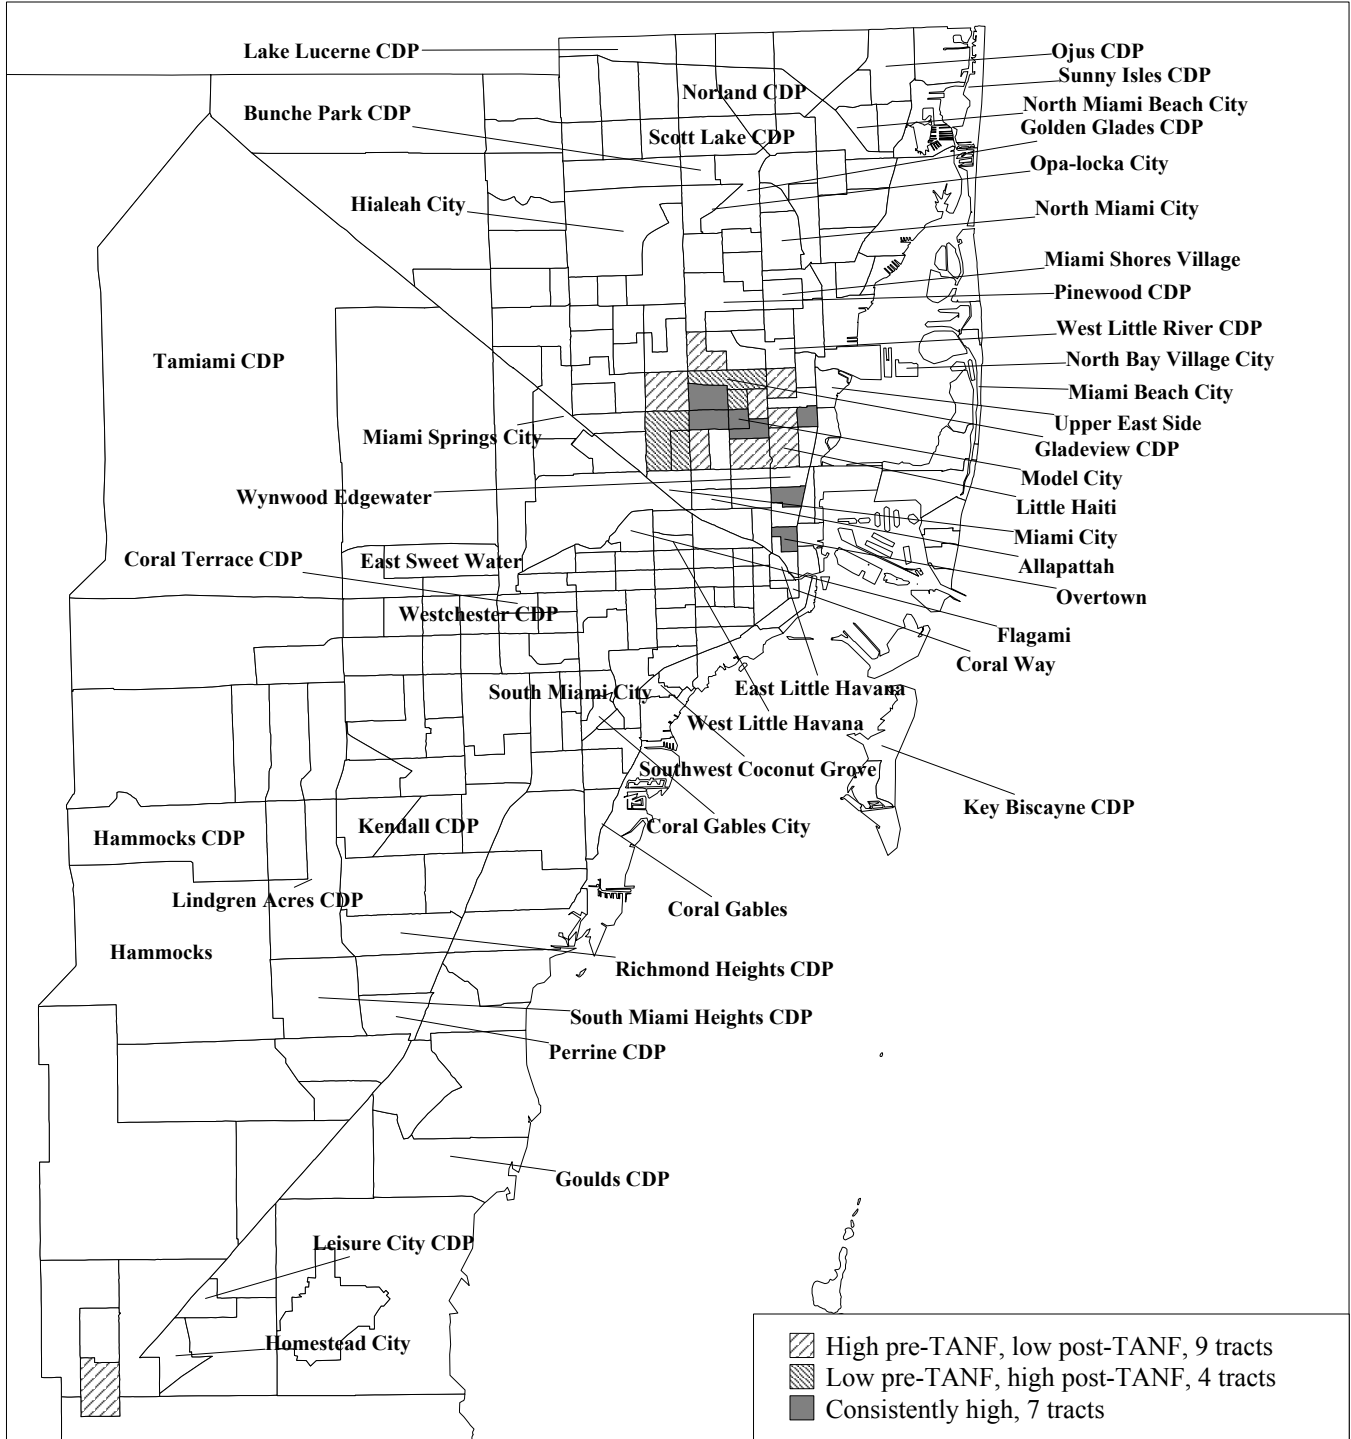 Lake Lucerne CDP
Ojus CDP
Sunny Isles CDP
Norland CDP
North Miami Beach City
Bunche Park CDP
Golden Glades CDP
Scott Lake CDP
Opa-locka City
Hialeah City
North Miami City
Miami Shores Village
Pinewood CDP
West Little River CDP
Tamiami CDP
North Bay Village City
Miami Beach City
Upper East Side
Miami Springs City
Gladeview CDP
Model City
Wynwood Edgewater
Little Haiti
Miami City
Coral Terrace CDP
East Sweet Water
Allapattah
Overtown
Westchester CDP
Flagami
Coral Way
South Miami City
East Little Havana
West Little Havana
Southwest Coconut Grove
Key Biscayne CDP
Hammocks CDP
Kendall CDP
Coral Gables City
Lindgren Acres CDP
Coral Gables
Hammocks
Richmond Heights CDP
South Miami Heights CDP
Perrine CDP
Goulds CDP
Leisure City CDP
Homestead City
High pre-TANF, low post-TANF, 9 tracts
Low pre-TANF, high post-TANF, 4 tracts
Consistently high, 7 tracts